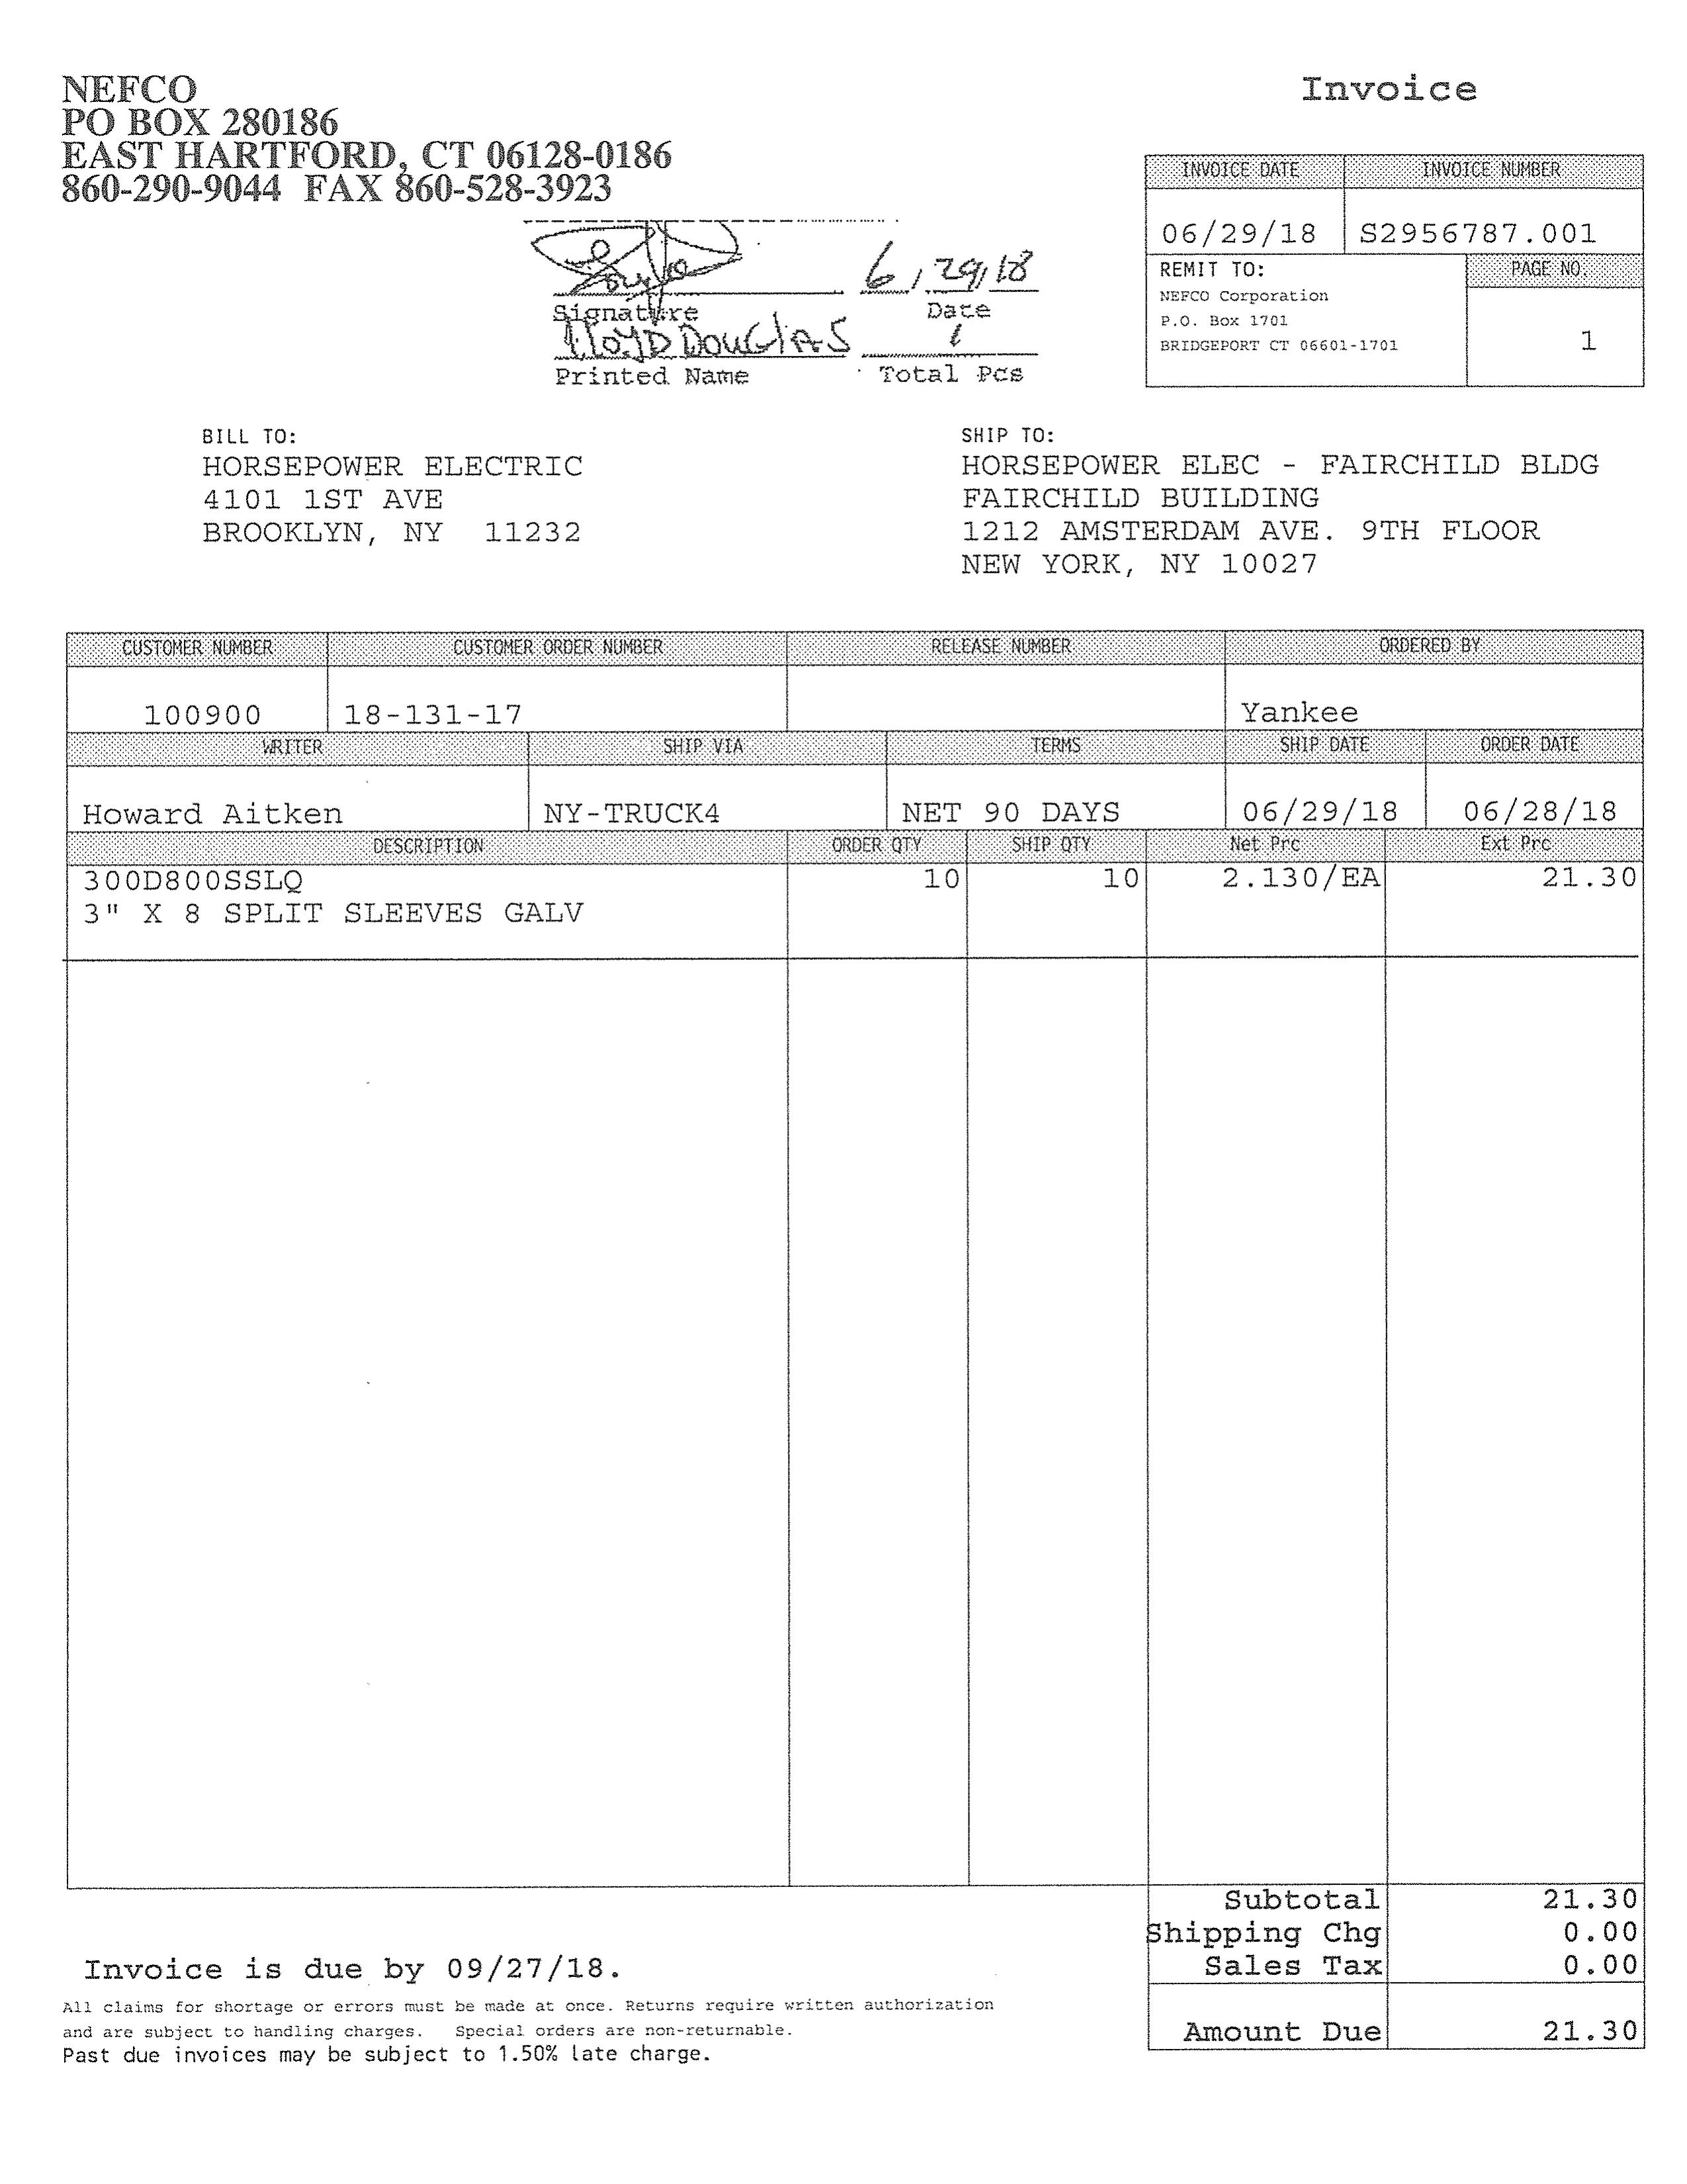 NEFCO
PO BOX 280186
EAST HARTFORD, CT 06128-0186
860-290-9044 FAX 860-528-3923
Invoice
INVOICE DATE INVOICE NUMBER
06/29/18 S2956787.001
REMIT TO: PAGE NO.
NEFCO Corporation
P.O. Box 1701
BRIDGEPORT CT 06601-1701
1
6/29/18
Signature Date
Lloyd Douglas 1
Printed Name Total Pcs
BILL TO:
HORSEPOWER ELECTRIC
4101 1ST AVE
BROOKLYN, NY 11232
SHIP TO:
HORSEPOWER ELEC - FAIRCHILD BLDG
FAIRCHILD BUILDING
1212 AMSTERDAM AVE. 9TH FLOOR
NEW YORK, NY 10027
CUSTOMER NUMBER CUSTOMER ORDER NUMBER RELEASE NUMBER ORDERED BY
100900 18-131-17 Yankee
WRITER SHIP VIA TERMS SHIP DATE ORDER DATE
Howard Aitken NY-TRUCK4 NET 90 DAYS 06/29/18 06/28/18
DESCRIPTION ORDER QTY SHIP QTY Net Prc Ext Prc
300D800SSLQ 10 10 2.130/EA 21.30
3" X 8 SPLIT SLEEVES GALV
Subtotal 21.30
Shipping Chg 0.00
Sales Tax 0.00
Amount Due 21.30
Invoice is due by 09/27/18.
All claims for shortage or errors must be made at once. Returns require written authorization
and are subject to handling charges. Special orders are non-returnable.
Past due invoices may be subject to 1.50% late charge.